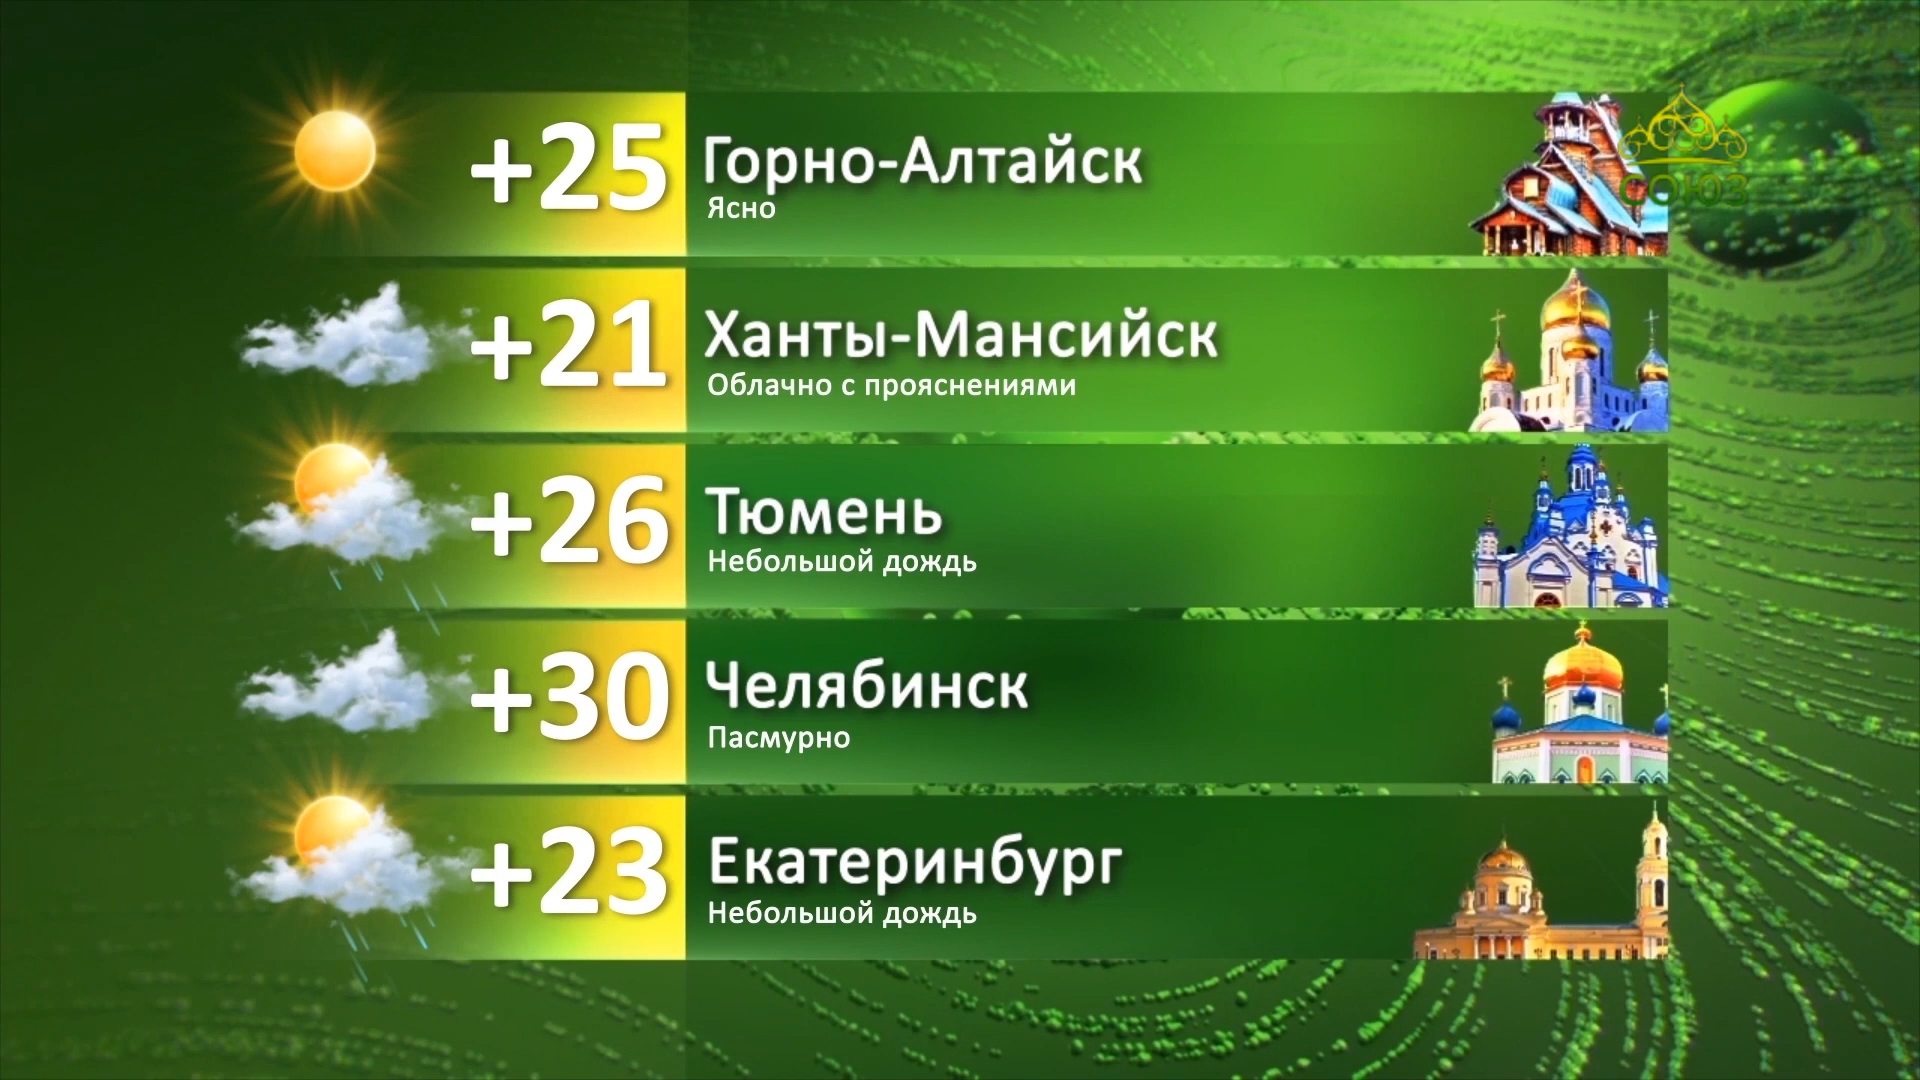 +25
Горно-Алтайск
Ясно
СОЮЗ
+21
Ханты-Мансийск
Облачно с прояснениями
+26
Тюмень
Небольшой дождь
+30
Челябинск
Пасмурно
+23
Екатеринбург
Небольшой дождь